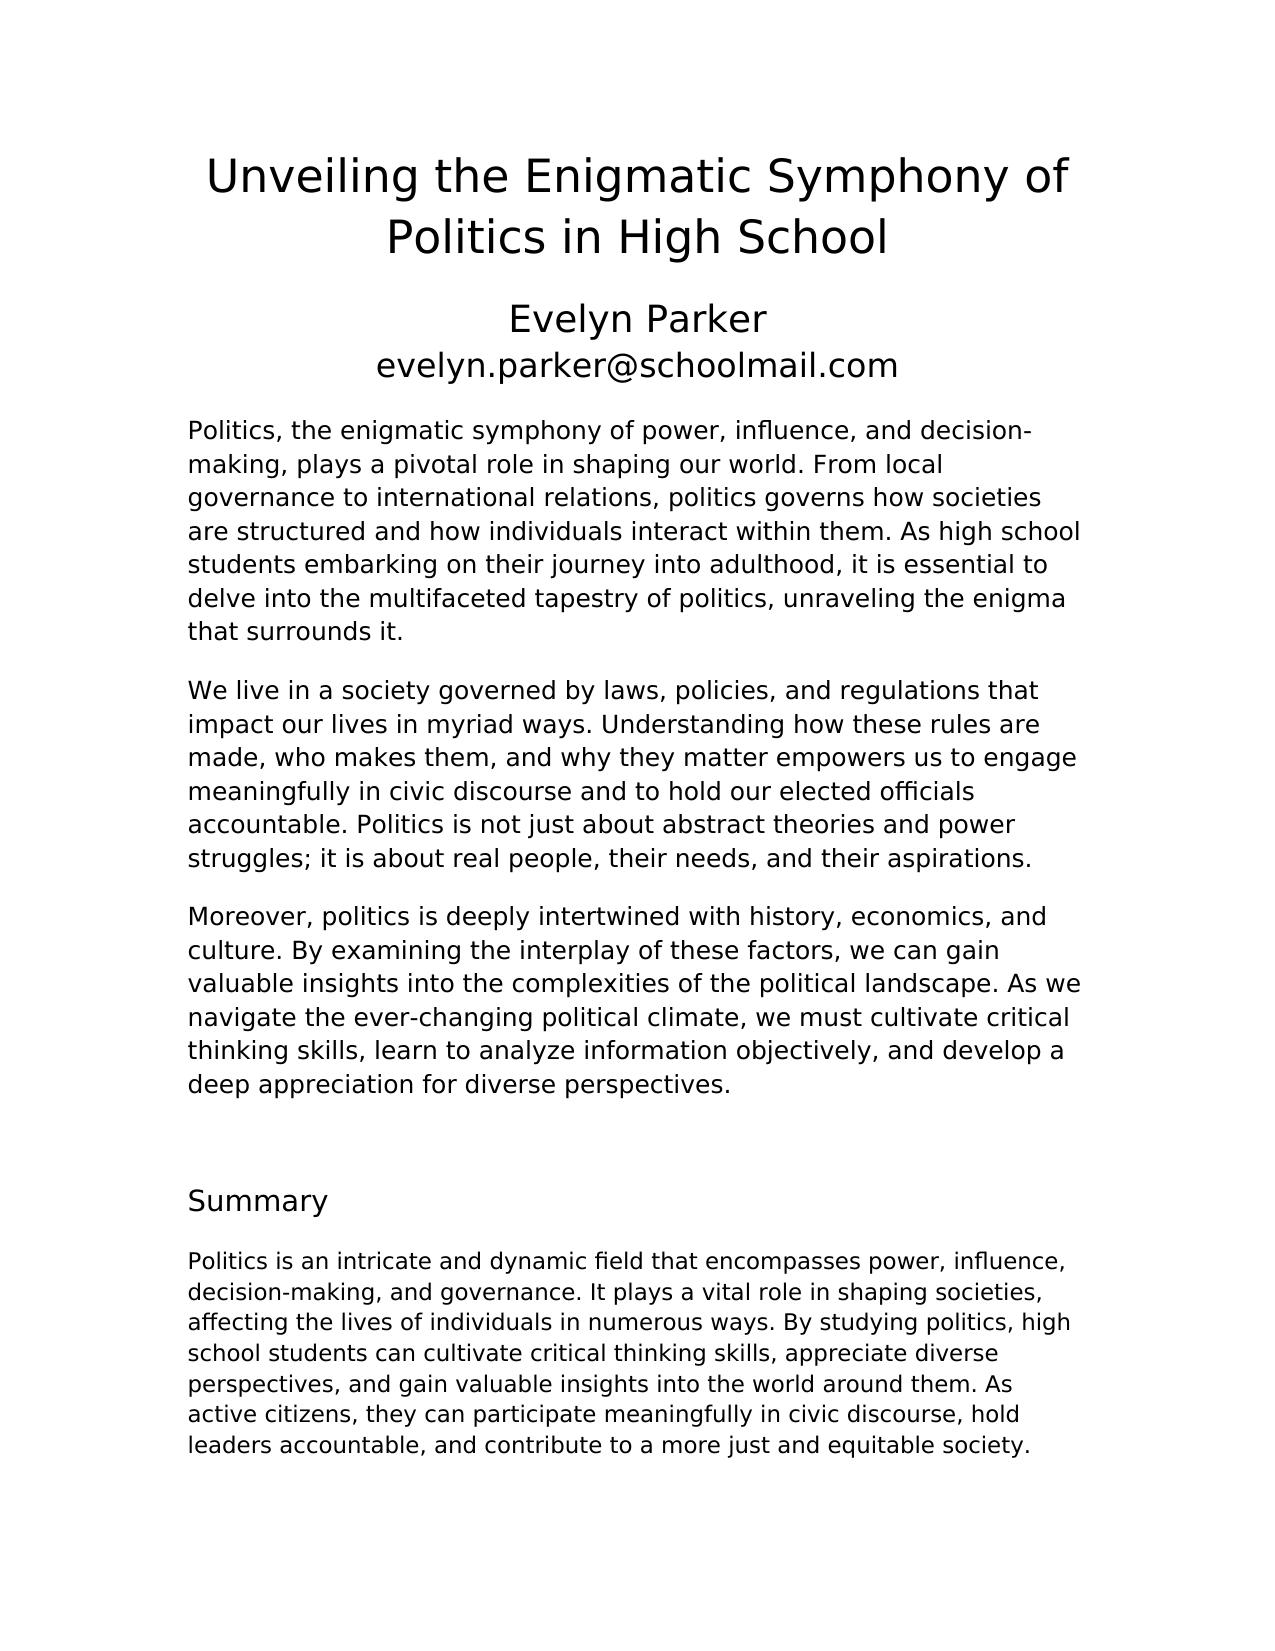 Unveiling the Enigmatic Symphony of
Politics in High School
Evelyn Parker
evelyn.parker@schoolmail.com
Politics, the enigmatic symphony of power, influence, and decision-
making, plays a pivotal role in shaping our world. From local
governance to international relations, politics governs how societies
are structured and how individuals interact within them. As high school
students embarking on their journey into adulthood, it is essential to
delve into the multifaceted tapestry of politics, unraveling the enigma
that surrounds it.
We live in a society governed by laws, policies, and regulations that
impact our lives in myriad ways. Understanding how these rules are
made, who makes them, and why they matter empowers us to engage
meaningfully in civic discourse and to hold our elected officials
accountable. Politics is not just about abstract theories and power
struggles; it is about real people, their needs, and their aspirations.
Moreover, politics is deeply intertwined with history, economics, and
culture. By examining the interplay of these factors, we can gain
valuable insights into the complexities of the political landscape. As we
navigate the ever-changing political climate, we must cultivate critical
thinking skills, learn to analyze information objectively, and develop a
deep appreciation for diverse perspectives.
Summary
Politics is an intricate and dynamic field that encompasses power, influence,
decision-making, and governance. It plays a vital role in shaping societies,
affecting the lives of individuals in numerous ways. By studying politics, high
school students can cultivate critical thinking skills, appreciate diverse
perspectives, and gain valuable insights into the world around them. As
active citizens, they can participate meaningfully in civic discourse, hold
leaders accountable, and contribute to a more just and equitable society.